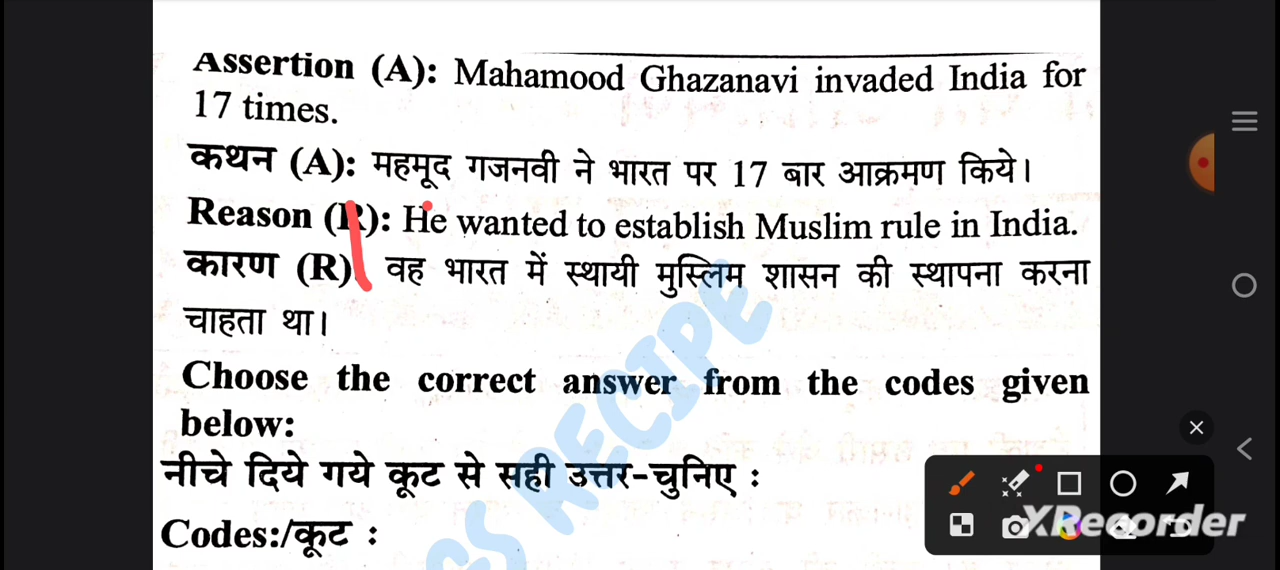 Assertion (A): Mahamood Ghazanavi invaded India for
17 times.
कथन (A): महमूद गजनवी ने भारत पर 17 बार आक्रमण किये।
Reason (R): He wanted to establish Muslim rule in India.
कारण (R) वह भारत में स्थायी मुस्लिम शासन की स्थापना करना
चाहता था।
Choose the correct answer from the codes given
below:
नीचे दिये गये कूट से सही उत्तर-चुनिए :
Codes:/कूट :
RECIPE
XRecorder